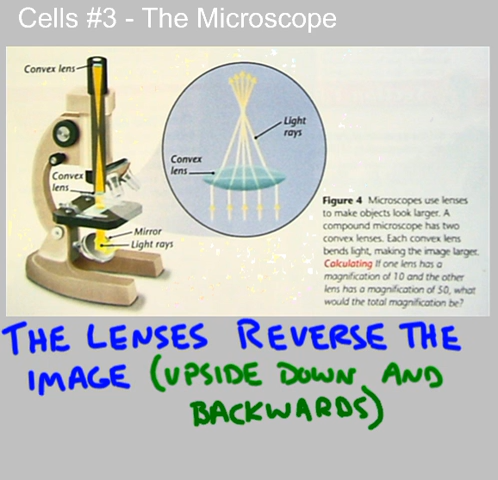 Cells #3 - The Microscope
Convex lens
Convex
lens
Mirror
Light rays
Convex
lens
Light
rays
Figure 4 Microscopes use lenses
to make objects look larger. A
compound microscope has two
convex lenses. Each convex lens
bends light, making the image larger.
Calculating If one lens has a
magnification of 10 and the other
lens has a magnification of 50, what
would the total magnification be?
THE LENSES REVERSE THE
IMAGE (UPSIDE DOWN AND
BACKWARDS)